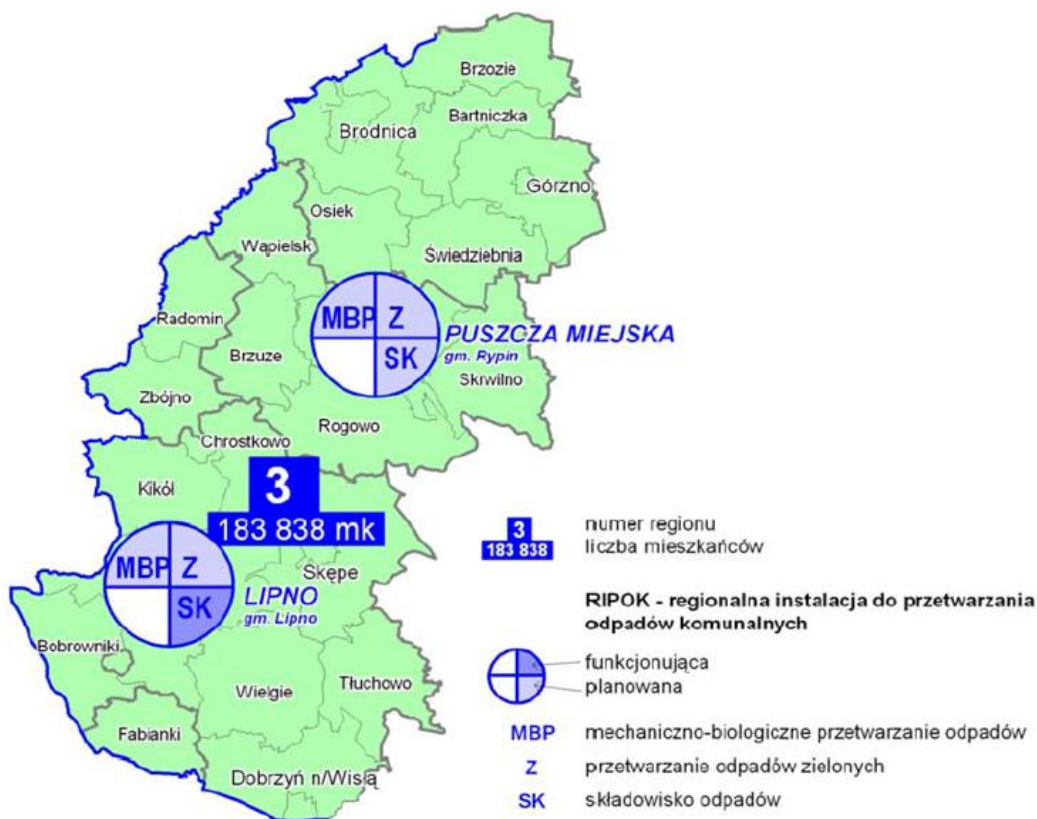 Brzozie
Bartniczka
Brodnica
Górzno
Osiek
Wąpielsk
Świedziebnia
Radomin
MBP Z
SK
PUSZCZA MIEJSKA
gm. Rypin
Brzuze
Skrwilno
Zbójno
Rogowo
Chrostkowo
Kikół
3
183 838 mk
MBP Z
SK
Skępe
LIPNO
gm. Lipno
Bobrowniki
Wielgie
Tłuchowo
Fabianki
Dobrzyń n/Wisłą
3
183 838
numer regionu
liczba mieszkańców
RIPOK - regionalna instalacja do przetwarzania
odpadów komunalnych
funkcjonująca
planowana
MBP mechaniczno-biologiczne przetwarzanie odpadów
Z przetwarzanie odpadów zielonych
SK składowisko odpadów